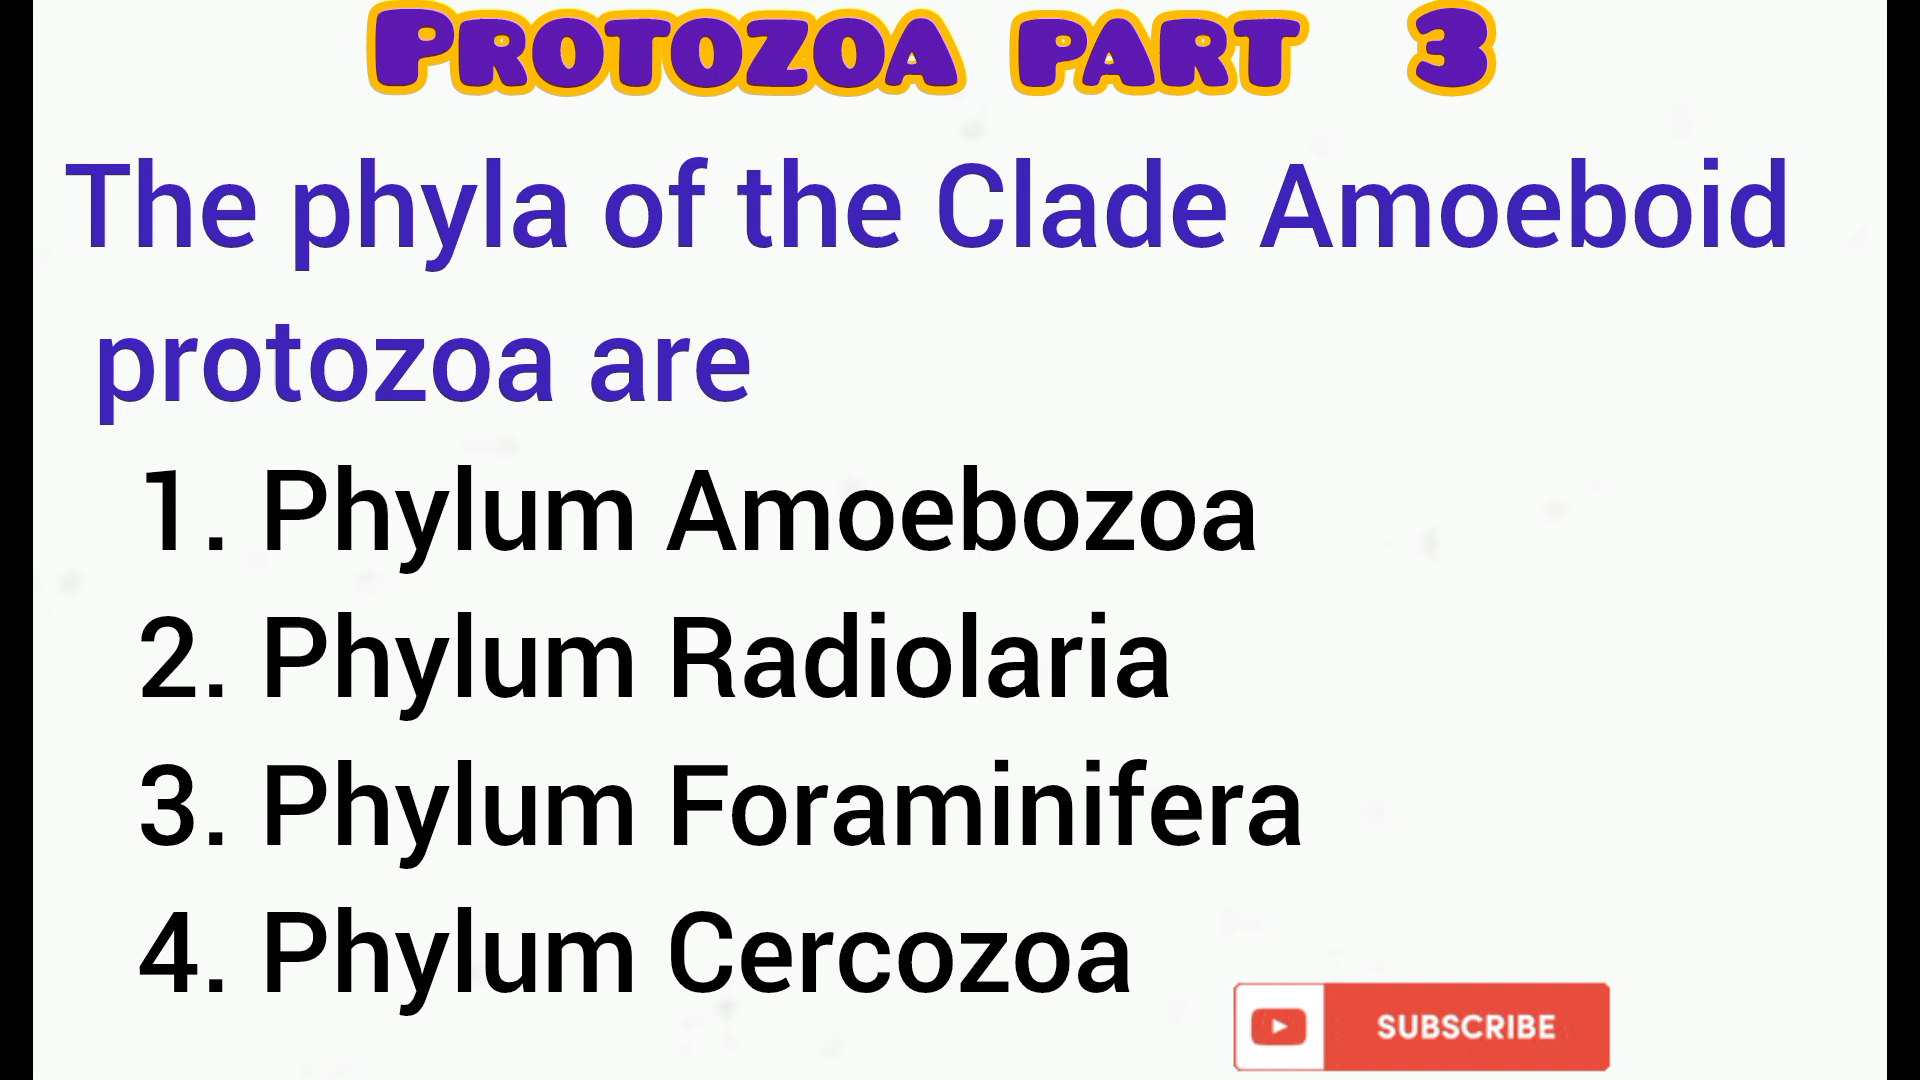 PROTOZOA PART 3
The phyla of the Clade Amoeboid
protozoa are
1. Phylum Amoebozoa
2. Phylum Radiolaria
3. Phylum Foraminifera
4. Phylum Cercozoa
SUBSCRIBE